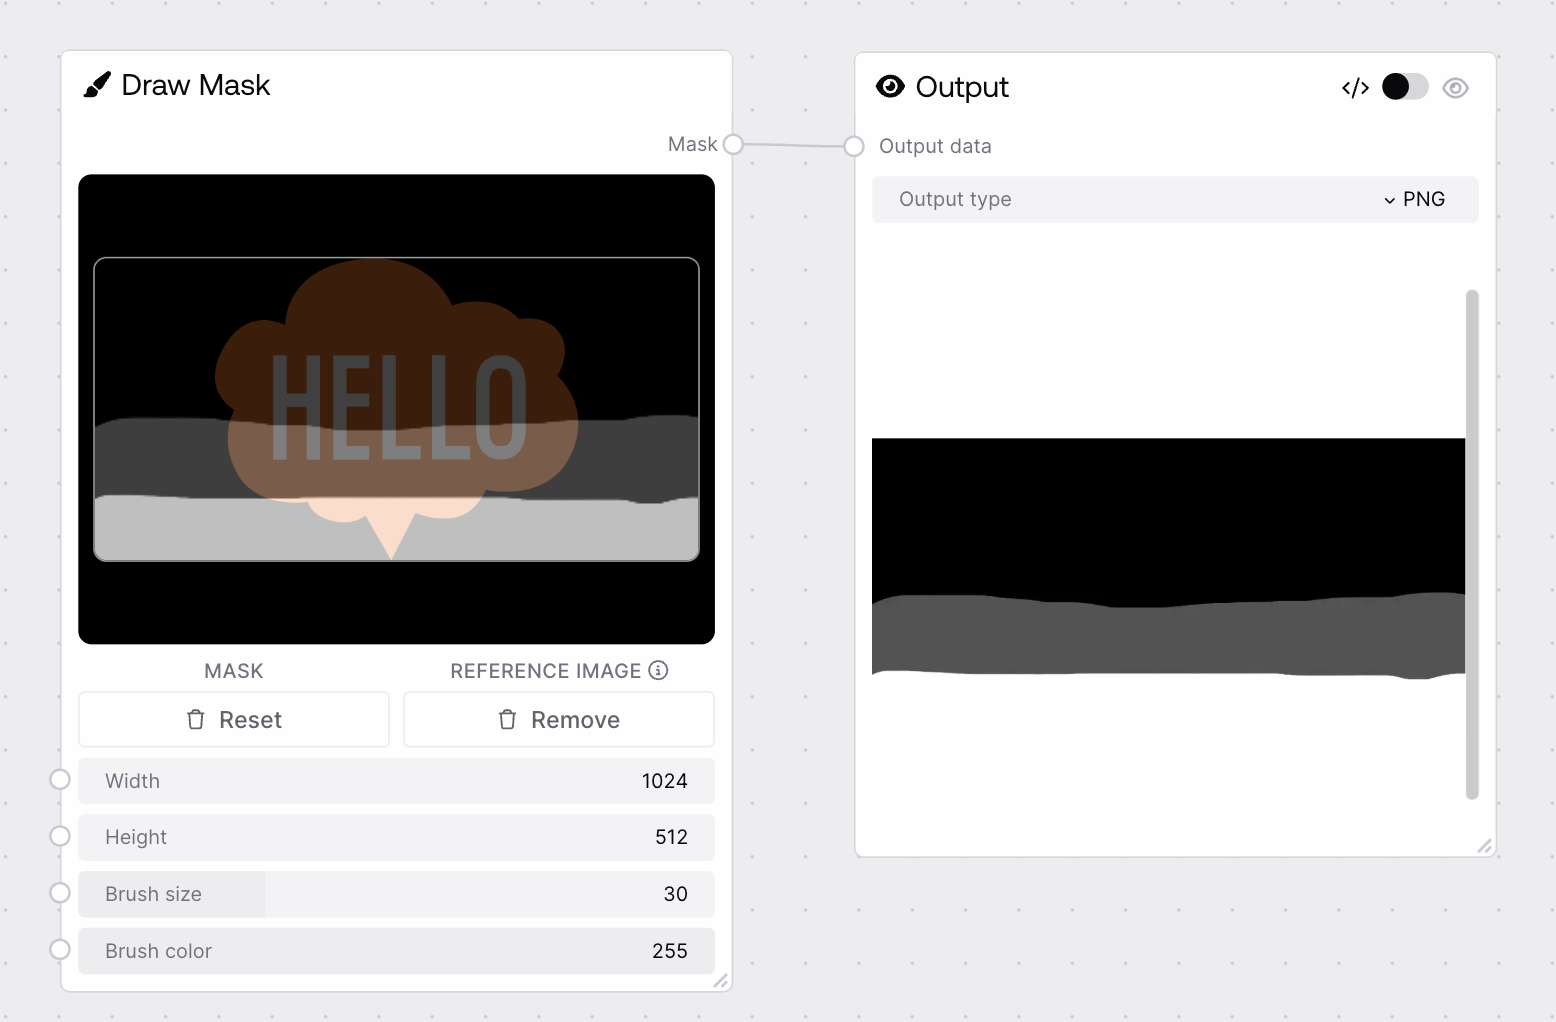 Draw Mask
Mask
HELLO
MASK
REFERENCE IMAGE
Reset
Remove
Width 1024
Height 512
Brush size 30
Brush color 255
Output </>
Output data
Output type PNG